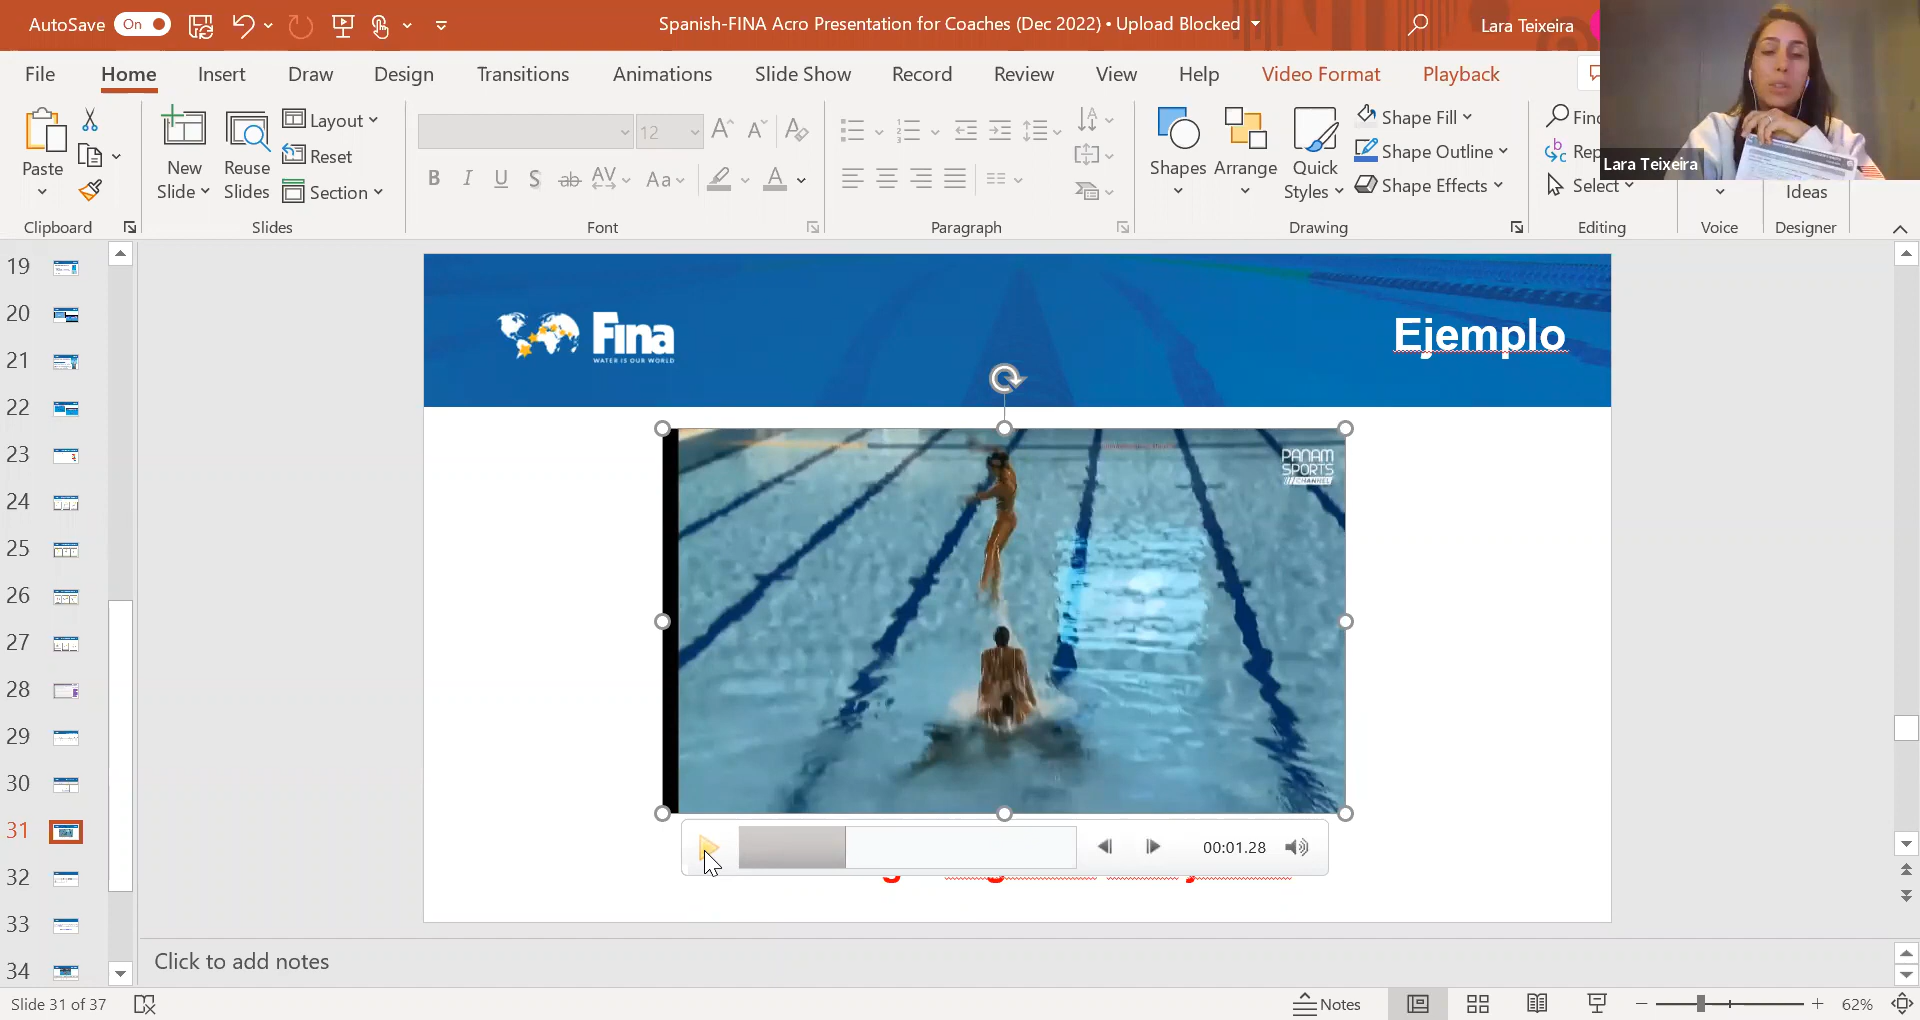 AutoSave On Spanish-FINA Acro Presentation for Coaches (Dec 2022) • Upload Blocked Lara Teixeira
File Home Insert Draw Design Transitions Animations Slide Show Record Review View Help Video Format Playback
Paste
New Slide
Reuse Slides
Layout
Reset
Section
12
B I U S ab AV Aa A
Shapes
Arrange
Quick Styles
Shape Fill
Shape Outline
Shape Effects
Select
Lara Teixeira
Ideas
Clipboard Slides Font Paragraph Drawing Editing Voice Designer
19
20
21
22
23
24
25
26
27
28
29
30
31
32
33
34
Fina
WATER IS OUR WORLD
Ejemplo
PANAM
SPORTS
CHANNEL
00:01.28
Click to add notes
Slide 31 of 37 Notes 62%